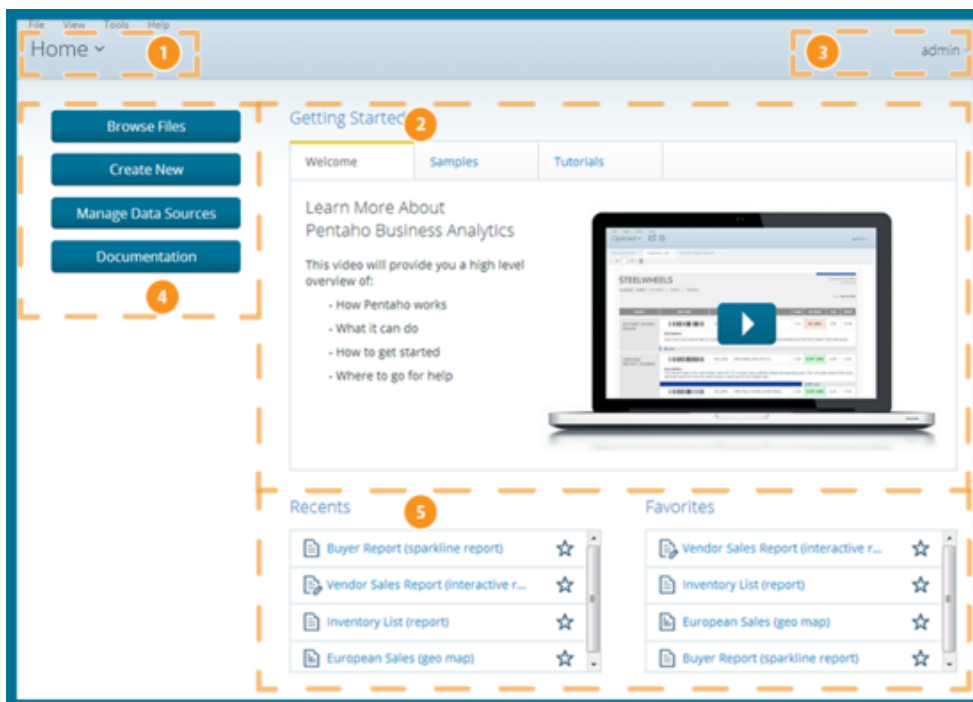 File View Tools Help
Home
1
3
admin
Browse Files
Create New
Manage Data Sources
Documentation
4
Getting Started
2
Welcome Samples Tutorials
Learn More About
Pentaho Business Analytics
This video will provide you a high level
overview of:
- How Pentaho works
- What it can do
- How to get started
- Where to go for help
Opened
admin
STEELWHEELS
Recents
5
Buyer Report (sparkline report)
Vendor Sales Report (interactive r...
Inventory List (report)
European Sales (geo map)
Favorites
Vendor Sales Report (interactive r...
Inventory List (report)
European Sales (geo map)
Buyer Report (sparkline report)